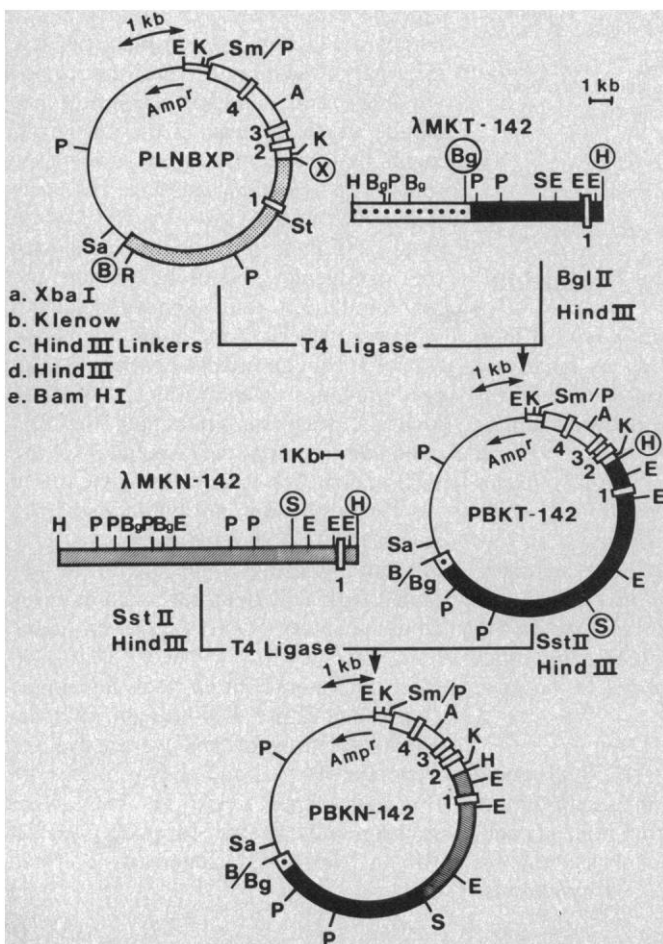 1 kb
E K Sm/P
Ampr
4 A
3
2 K
P
PLNBXP
X
1
St
Sa
B
R
P
λMKT-142
1 kb
Bg H
H Bg P Bg P P S E E E
1
a. Xba I
b. Klenow
c. Hind III Linkers
d. Hind III
e. Bam HI
Bgl II
Hind III
T4 Ligase
1 kb
E K Sm/P
Ampr
A
4 3 2 K
H
P
E
1 E
PBKT-142
Sa
B/Bg
E
P
P
S
λMKN-142
1Kb
S H
H P P Bg P Bg E P P E E E
1
Sst II
Hind III
T4 Ligase
Sst II
Hind III
1 kb
E K Sm/P
Ampr
A
4 3 2 K
H
P
E
1 E
PBKN-142
Sa
B/Bg
E
P
P
S